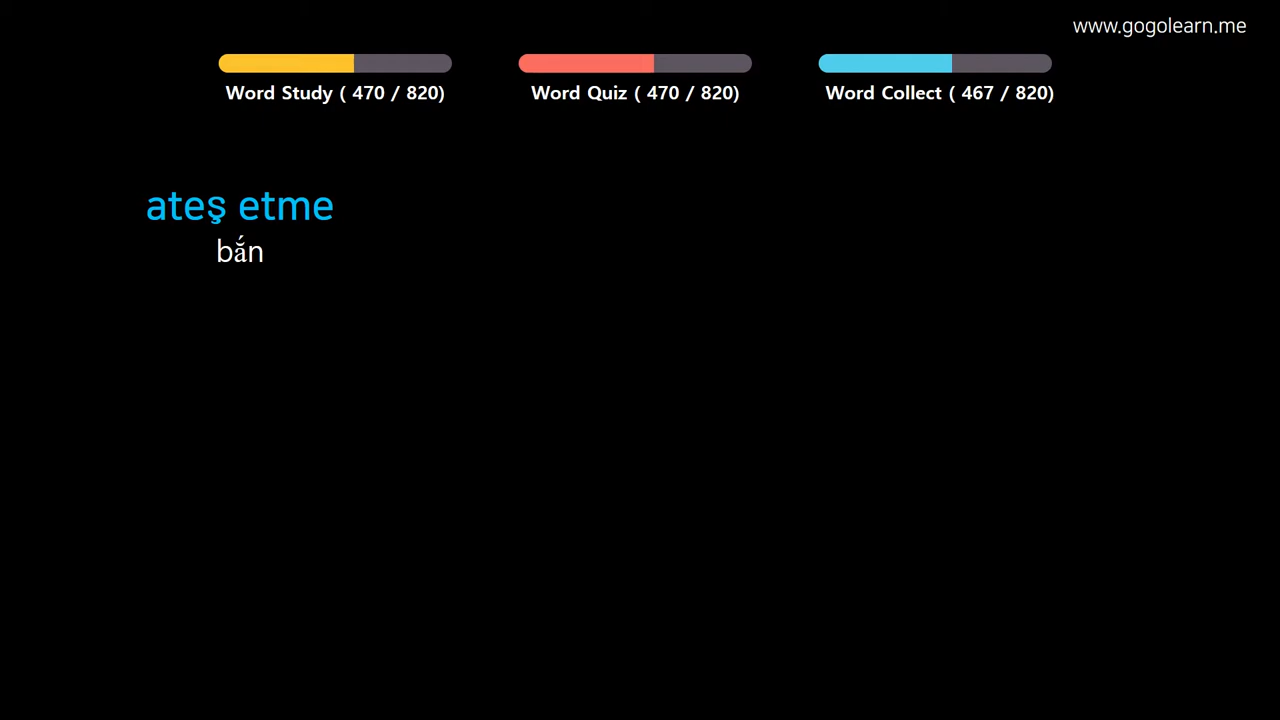 www.gogolearn.me
Word Study ( 470 / 820)
Word Quiz ( 470 / 820)
Word Collect ( 467 / 820)
ateş etme
bắn